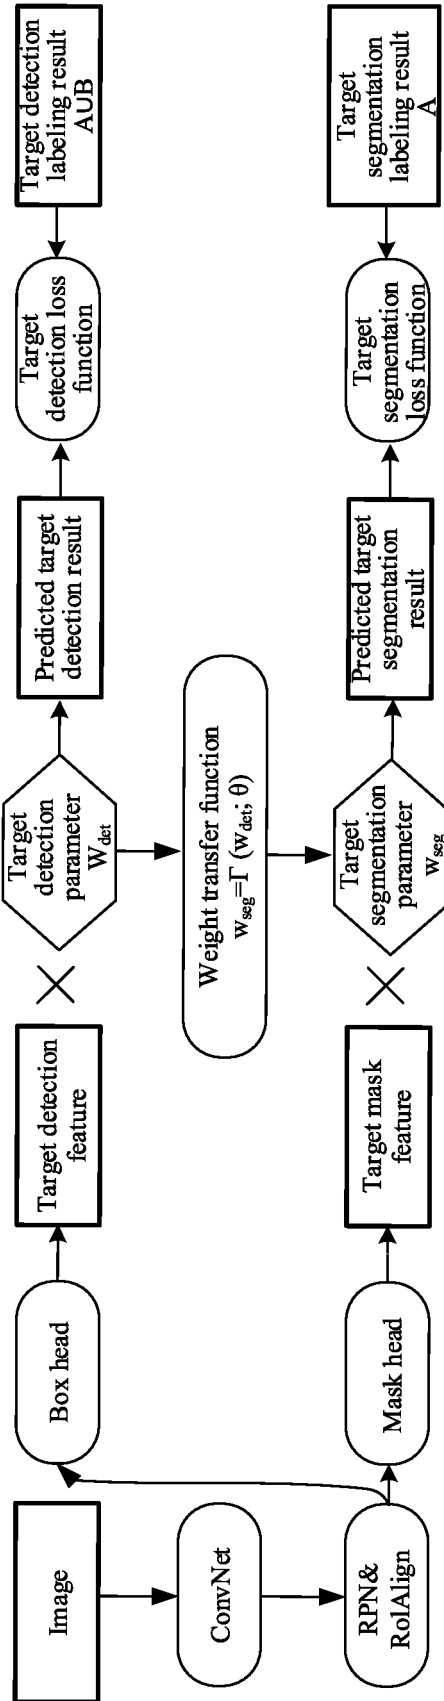 Image
ConvNet
RPN&
RolAlign
Box head
Target detection
feature
Target
detection
parameter
W_det
Predicted target
detection result
Target
detection loss
function
Target detection
labeling result
AUB
Weight transfer function
w_seg=Γ (w_det; θ)
Mask head
Target mask
feature
Target
segmentation
parameter
w_seg
Predicted target
segmentation
result
Target
segmentation
loss function
Target
segmentation
labeling result
A